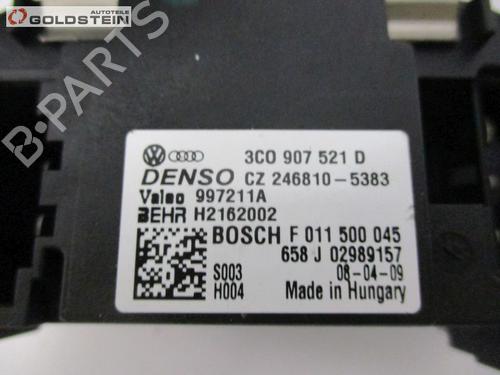 AUTOTEILE
GOLDSTEIN
B-PARTS
3C0 907 521 D
DENSO CZ 246810-5383
Valeo 997211A
BEHR H2162002
BOSCH F 011 500 045
658 J 02989157
S003 08-04-09
H004 Made in Hungary